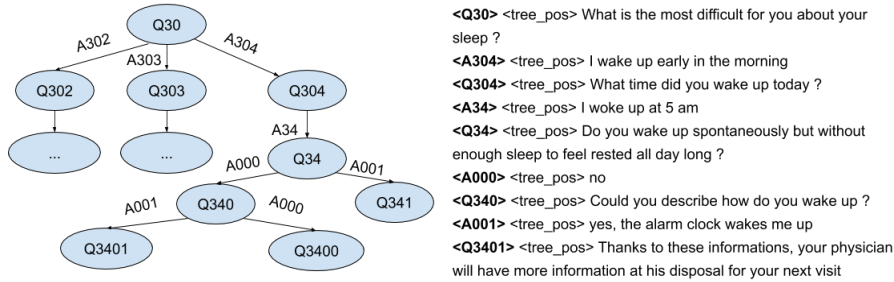 Q30
A302
A303
A304
Q302
Q303
Q304
A34
...
...
Q34
A000
A001
Q340
Q341
A001
A000
Q3401
Q3400
<Q30> <tree_pos> What is the most difficult for you about your
sleep ?
<A304> <tree_pos> I wake up early in the morning
<Q304> <tree_pos> What time did you wake up today ?
<A34> <tree_pos> I woke up at 5 am
<Q34> <tree_pos> Do you wake up spontaneously but without
enough sleep to feel rested all day long ?
<A000> <tree_pos> no
<Q340> <tree_pos> Could you describe how do you wake up ?
<A001> <tree_pos> yes, the alarm clock wakes me up
<Q3401> <tree_pos> Thanks to these informations, your physician
will have more information at his disposal for your next visit